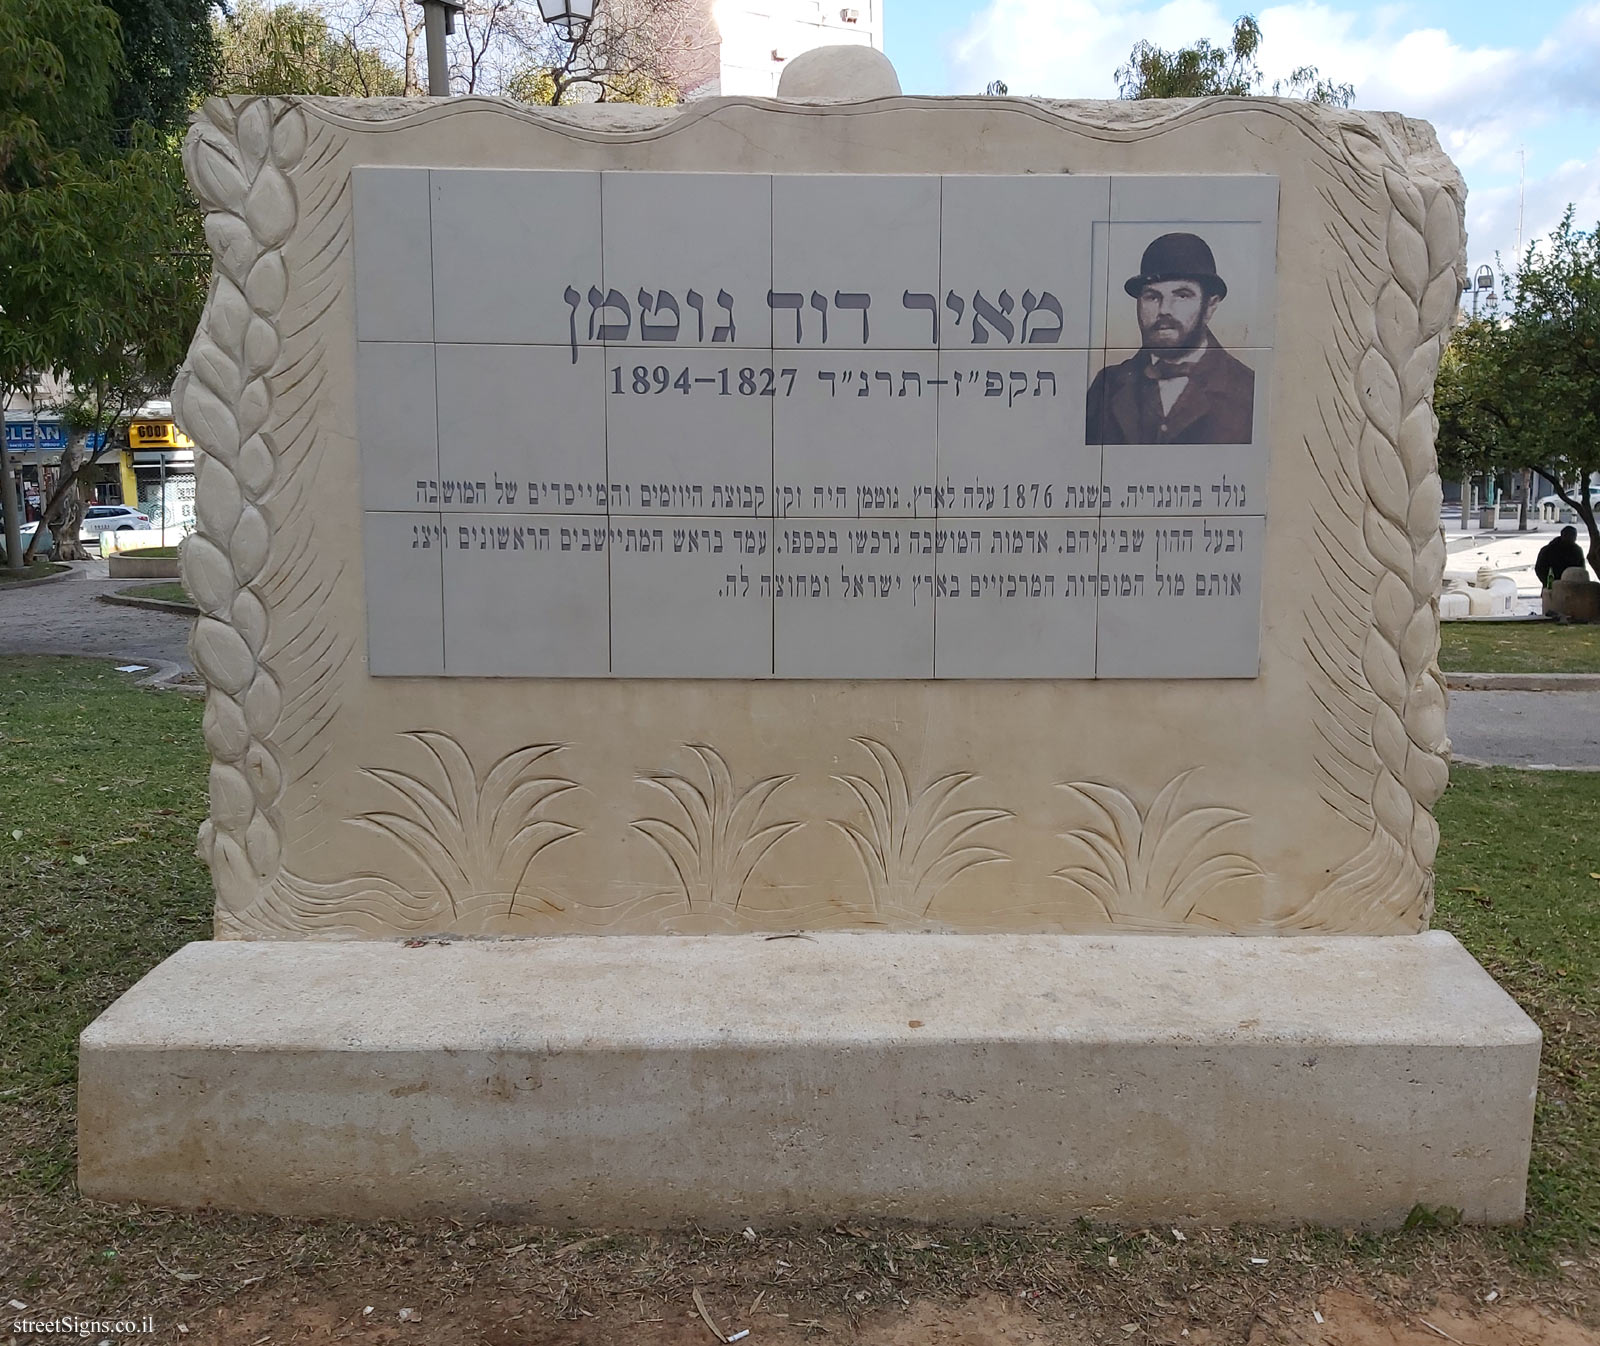 מאיר דוד גוטמן
תקפ״ז-תרנ״ד 1894-1827
נולד בהונגריה. בשנת 1876 עלה לארץ. גוטמן היה זקן קבוצת היוזמים והמייסדים של המושבה
ובעל ההון שביניהם. אדמות המושבה נרכשו בכספו. עמד בראש המתיישבים הראשונים ויצג
אותם מול המוסדות המרכזיים בארץ ישראל ומחוצה לה.
CLEAN
GOOD
streetSigns.co.il